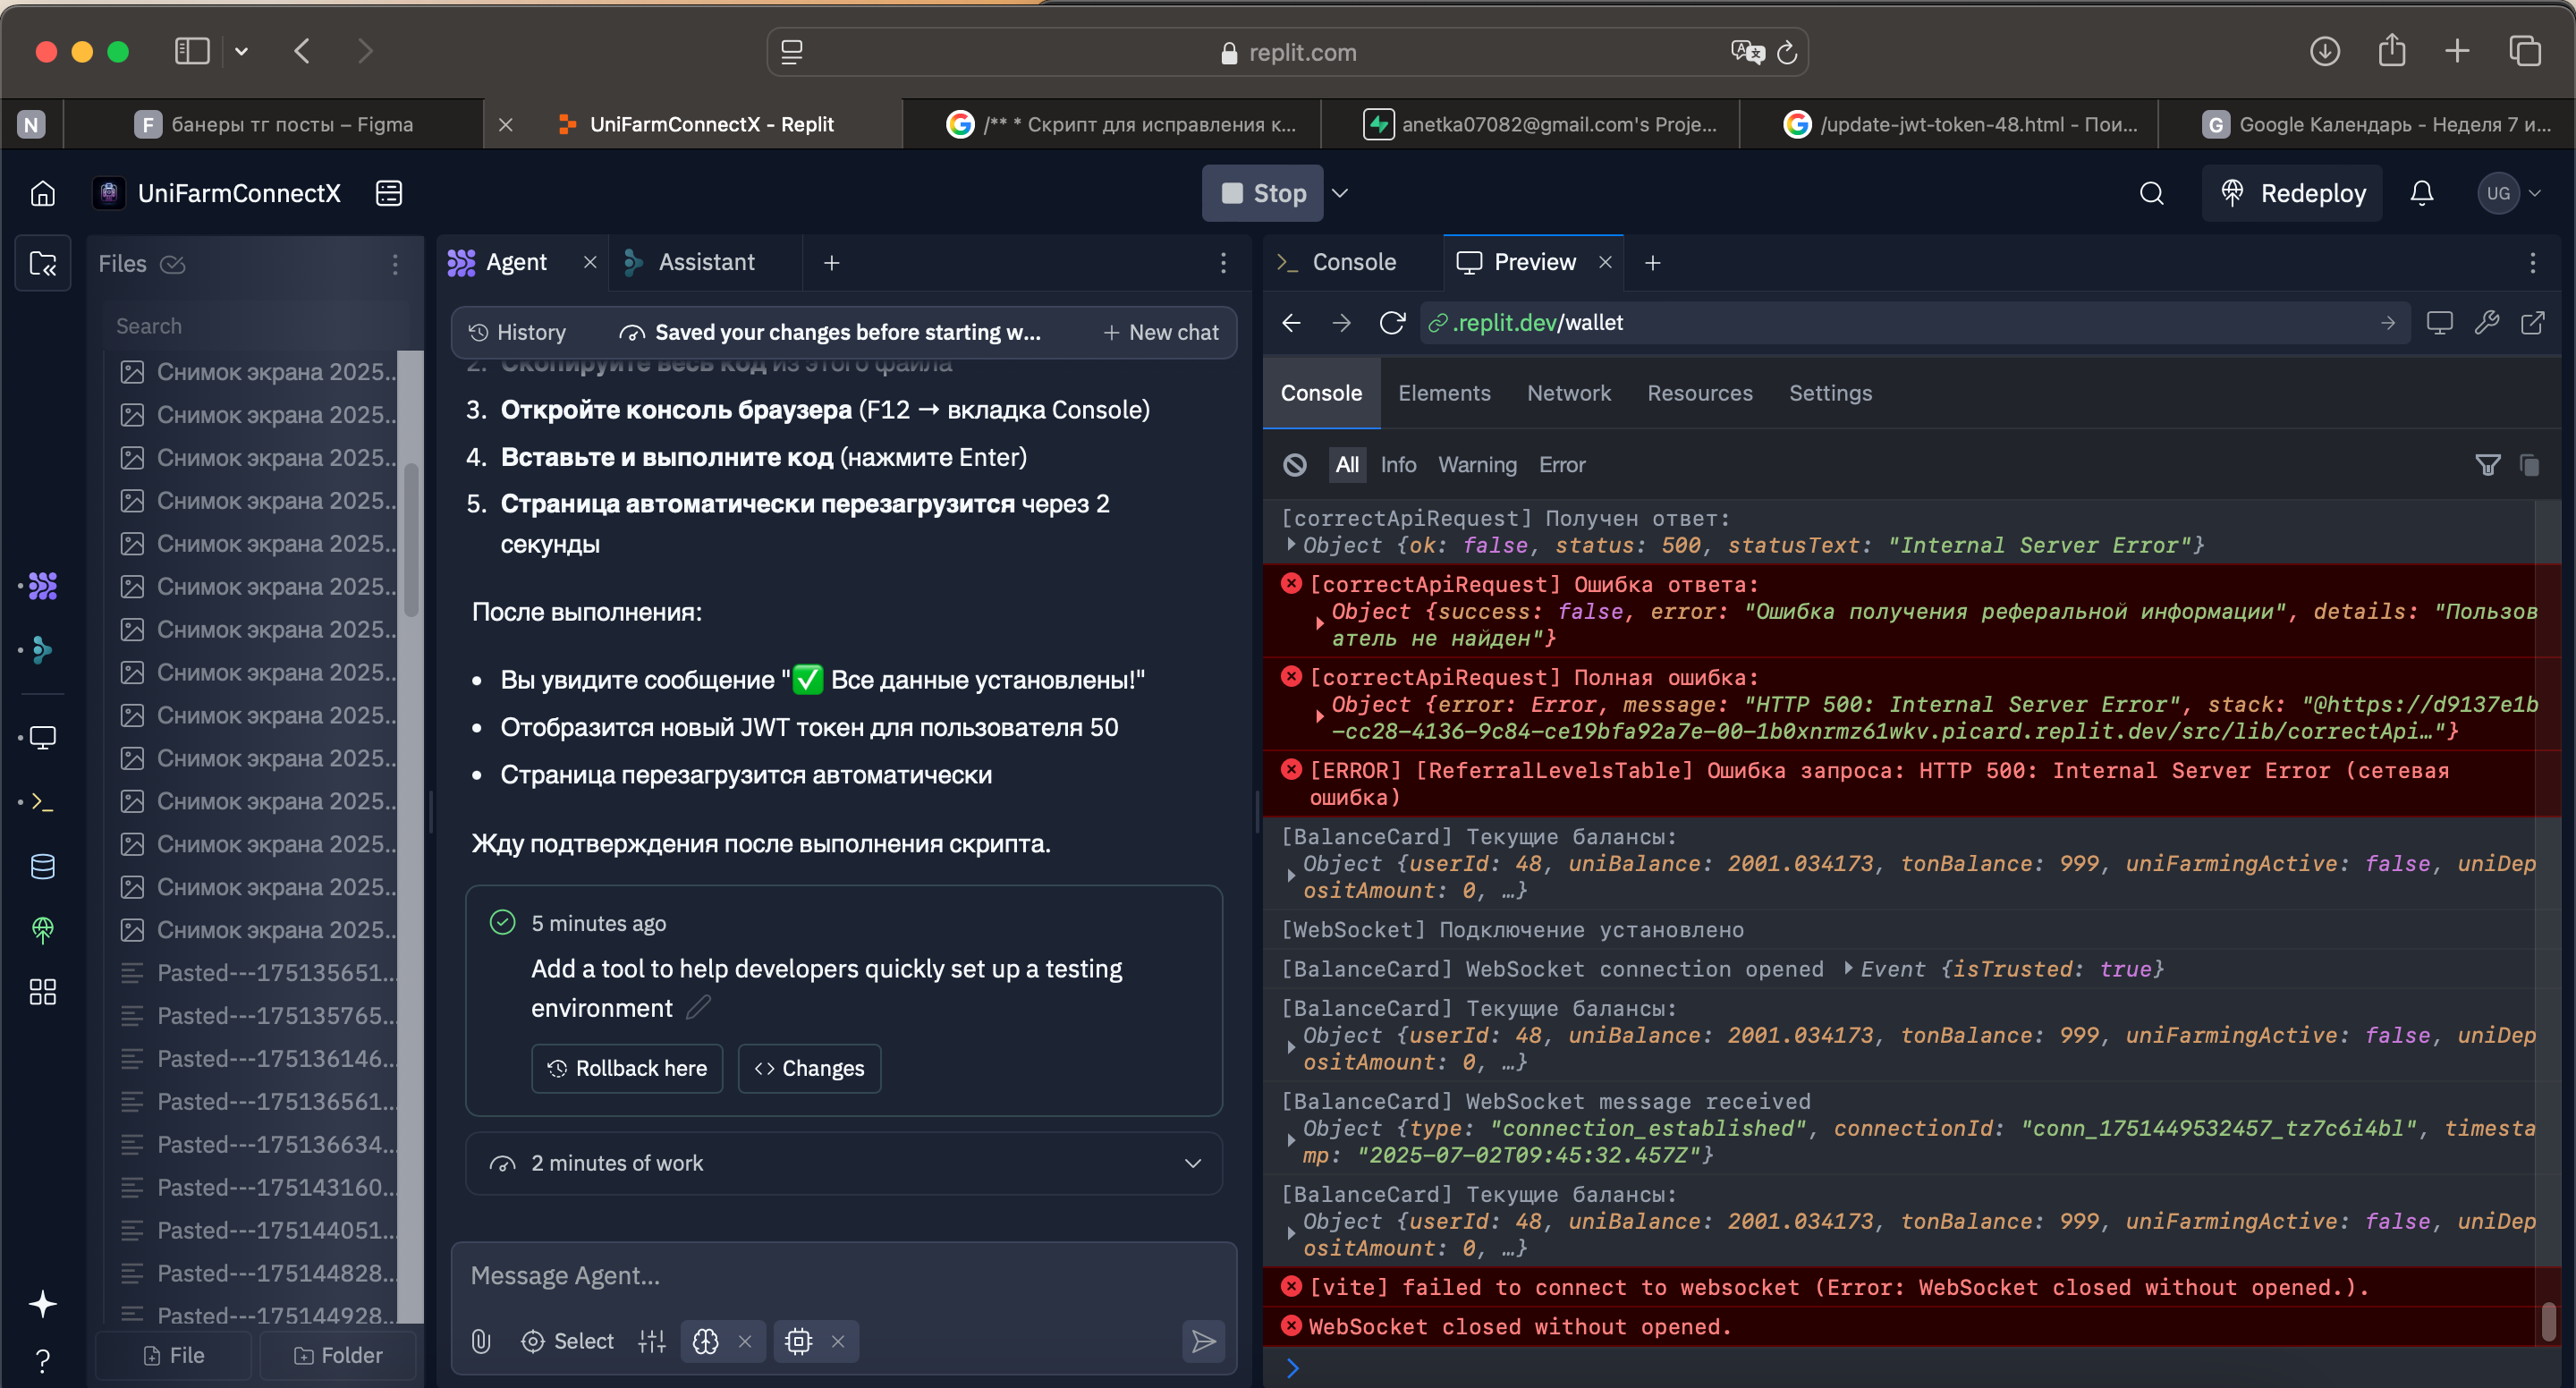 replit.com
N
F банеры тг посты – Figma
UniFarmConnectX - Replit
/** * Скрипт для исправления к...
anetka07082@gmail.com's Proje...
/update-jwt-token-48.html - Пои...
G Google Календарь - Неделя 7 и...
UniFarmConnectX
Stop
Redeploy
UG
Files
Search
Снимок экрана 2025...
Снимок экрана 2025...
Снимок экрана 2025...
Снимок экрана 2025...
Снимок экрана 2025...
Снимок экрана 2025...
Снимок экрана 2025...
Снимок экрана 2025...
Снимок экрана 2025...
Снимок экрана 2025...
Снимок экрана 2025...
Снимок экрана 2025...
Снимок экрана 2025...
Снимок экрана 2025...
Pasted---175135651...
Pasted---175135765...
Pasted---175136146...
Pasted---175136561...
Pasted---175136634...
Pasted---175143160...
Pasted---175144051...
Pasted---175144828...
Pasted---175144928...
File
Folder
Agent
Assistant
History
Saved your changes before starting w...
New chat
2. Скопируйте весь код из этого файла
3. Откройте консоль браузера (F12 → вкладка Console)
4. Вставьте и выполните код (нажмите Enter)
5. Страница автоматически перезагрузится через 2
секунды
После выполнения:
• Вы увидите сообщение "✅ Все данные установлены!"
• Отобразится новый JWT токен для пользователя 50
• Страница перезагрузится автоматически
Жду подтверждения после выполнения скрипта.
5 minutes ago
Add a tool to help developers quickly set up a testing
environment
Rollback here
Changes
2 minutes of work
Message Agent...
Select
Console
Preview
.replit.dev/wallet
Console
Elements
Network
Resources
Settings
All
Info
Warning
Error
[correctApiRequest] Получен ответ:
Object {ok: false, status: 500, statusText: "Internal Server Error"}
[correctApiRequest] Ошибка ответа:
Object {success: false, error: "Ошибка получения реферальной информации", details: "Пользов
атель не найден"}
[correctApiRequest] Полная ошибка:
Object {error: Error, message: "HTTP 500: Internal Server Error", stack: "@https://d9137e1b
-cc28-4136-9c84-ce19bfa92a7e-00-1b0xnrmz61wkv.picard.replit.dev/src/lib/correctApi…"}
[ERROR] [ReferralLevelsTable] Ошибка запроса: HTTP 500: Internal Server Error (сетевая
ошибка)
[BalanceCard] Текущие балансы:
Object {userId: 48, uniBalance: 2001.034173, tonBalance: 999, uniFarmingActive: false, uniDep
ositAmount: 0, …}
[WebSocket] Подключение установлено
[BalanceCard] WebSocket connection opened Event {isTrusted: true}
[BalanceCard] Текущие балансы:
Object {userId: 48, uniBalance: 2001.034173, tonBalance: 999, uniFarmingActive: false, uniDep
ositAmount: 0, …}
[BalanceCard] WebSocket message received
Object {type: "connection_established", connectionId: "conn_1751449532457_tz7c6i4bl", timesta
mp: "2025-07-02T09:45:32.457Z"}
[BalanceCard] Текущие балансы:
Object {userId: 48, uniBalance: 2001.034173, tonBalance: 999, uniFarmingActive: false, uniDep
ositAmount: 0, …}
[vite] failed to connect to websocket (Error: WebSocket closed without opened.).
WebSocket closed without opened.